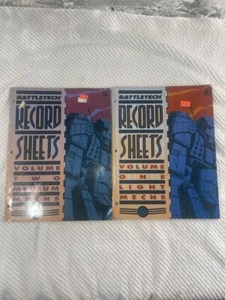 BATTLETECH
RECORD
SHEETS
VOLUME
TWO
MEDIUM
MECHS
BATTLETECH
RECORD
SHEETS
VOLUME
ONE
LIGHT
MECHS